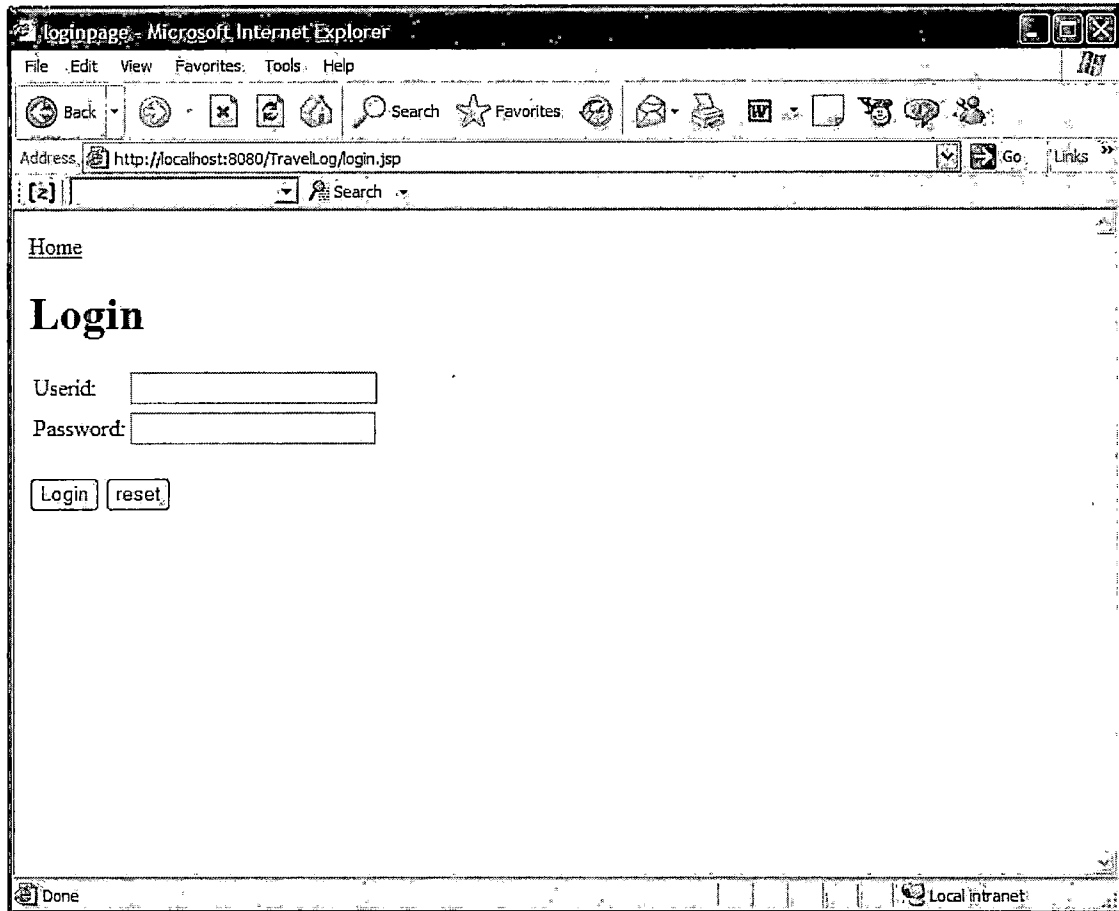 loginpage - Microsoft Internet Explorer
File Edit View Favorites Tools Help
Back Search Favorites W
Address http://localhost:8080/TravelLog/login.jsp Go Links »
[z] Search
Home
Login
Userid:
Password:
Login reset
Done Local intranet